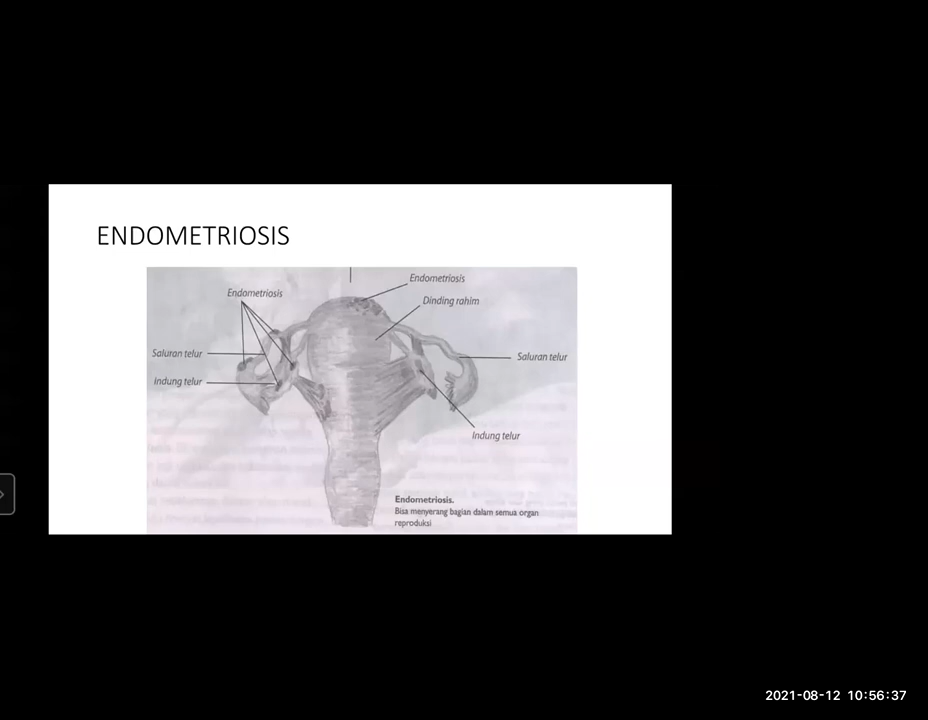 ENDOMETRIOSIS
Endometriosis
Endometriosis
Dinding rahim
Saluran telur
Saluran telur
Indung telur
Indung telur
Endometriosis.
Bisa menyerang bagian dalam semua organ
reproduksi
2021-08-12 10:56:37